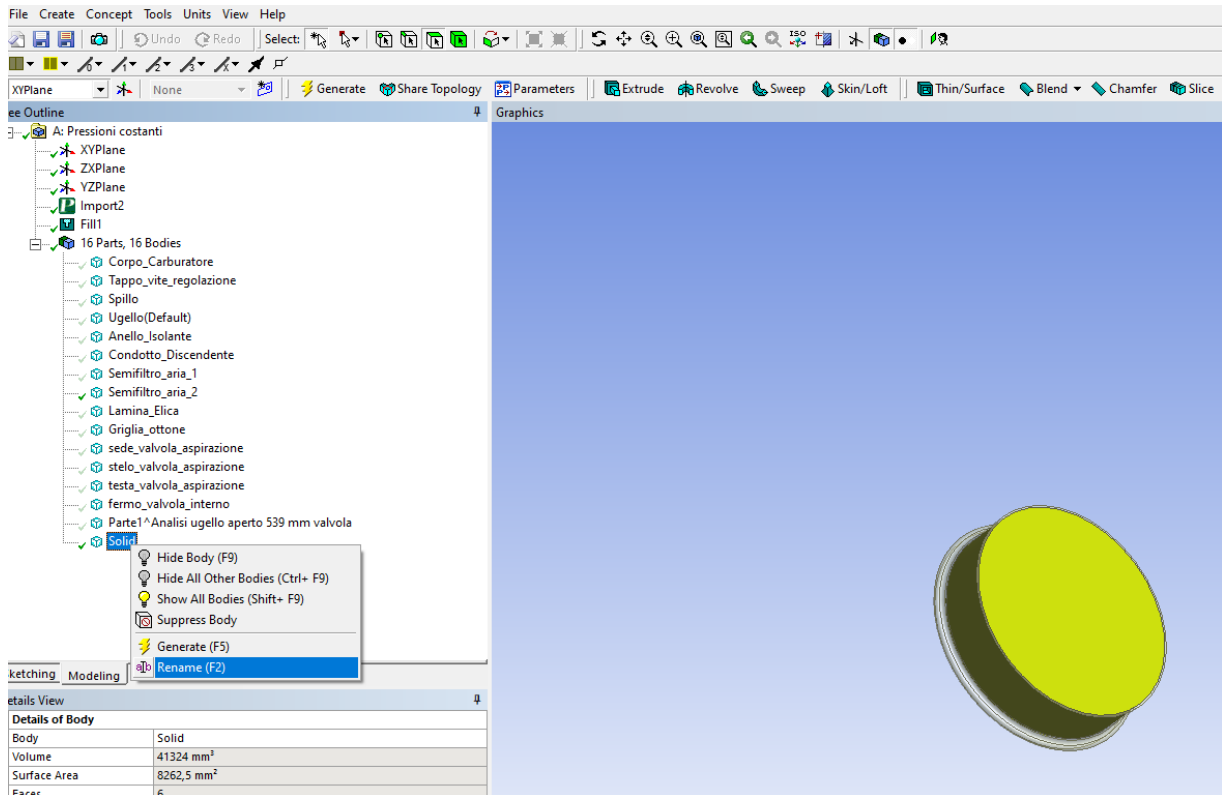 File Create Concept Tools Units View Help
Undo Redo Select:
XYPlane None Generate Share Topology Parameters Extrude Revolve Sweep Skin/Loft Thin/Surface Blend Chamfer Slice
ee Outline Graphics
A: Pressioni costanti
XYPlane
ZXPlane
YZPlane
Import2
Fill1
16 Parts, 16 Bodies
Corpo_Carburatore
Tappo_vite_regolazione
Spillo
Ugello(Default)
Anello_Isolante
Condotto_Discendente
Semifiltro_aria_1
Semifiltro_aria_2
Lamina_Elica
Griglia_ottone
sede_valvola_aspirazione
stelo_valvola_aspirazione
testa_valvola_aspirazione
fermo_valvola_interno
Parte1^Analisi ugello aperto 539 mm valvola
Solid
Hide Body (F9)
Hide All Other Bodies (Ctrl+ F9)
Show All Bodies (Shift+ F9)
Suppress Body
Generate (F5)
Rename (F2)
ketching Modeling
etails View
Details of Body
Body Solid
Volume 41324 mm³
Surface Area 8262,5 mm²
Faces 6